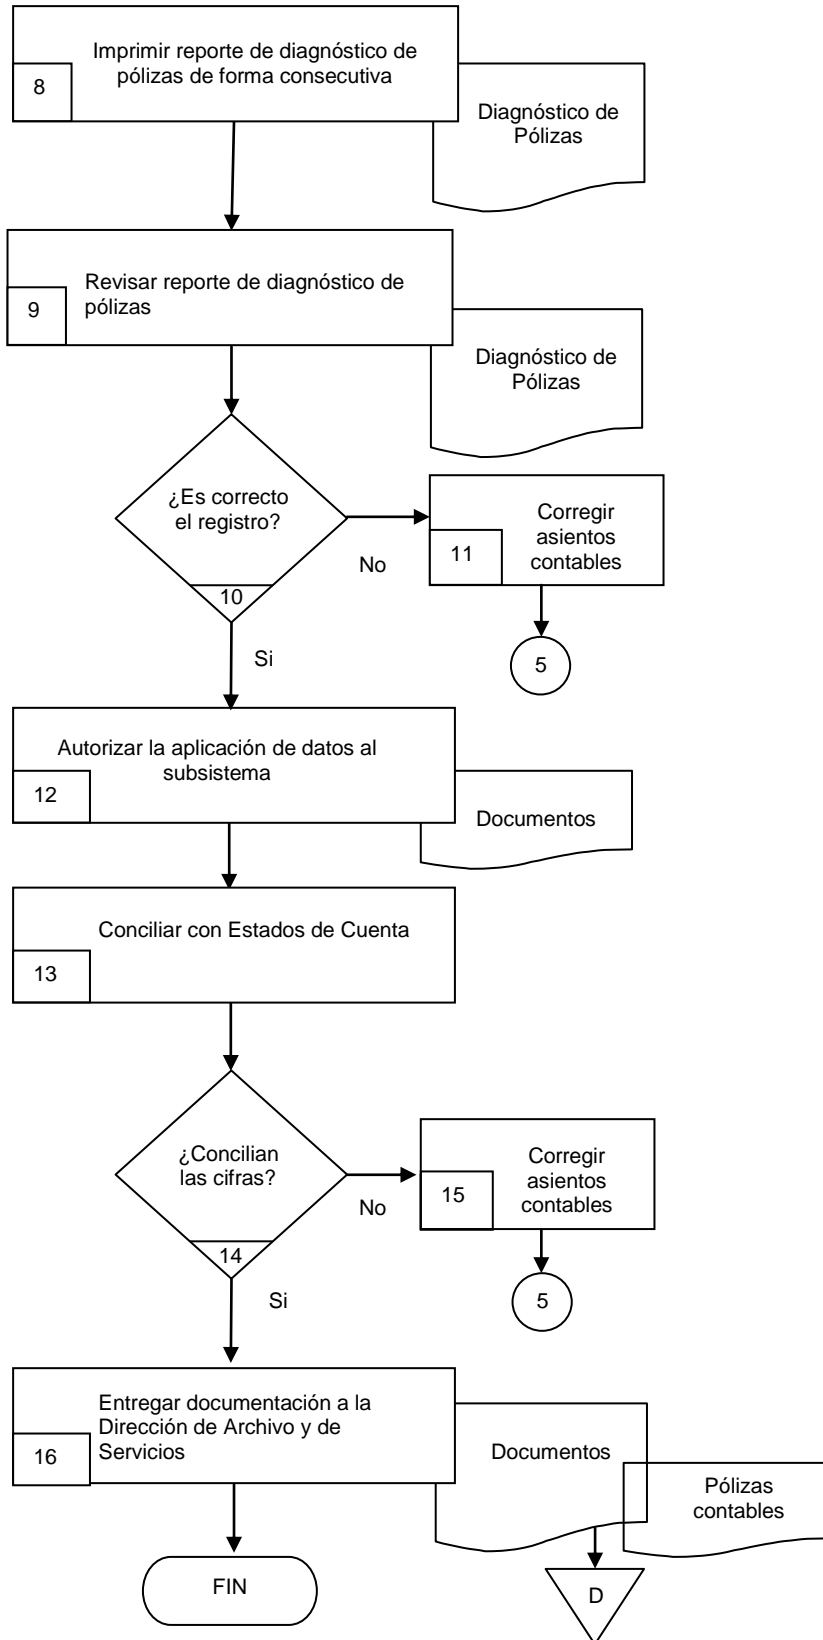 Imprimir reporte de diagnóstico de
pólizas de forma consecutiva
8
Diagnóstico de
Pólizas
Revisar reporte de diagnóstico de
pólizas
9
Diagnóstico de
Pólizas
¿Es correcto
el registro?
10
No
Corregir
asientos
contables
11
5
Si
Autorizar la aplicación de datos al
subsistema
12
Documentos
Conciliar con Estados de Cuenta
13
¿Concilian
las cifras?
14
No
Corregir
asientos
contables
15
5
Si
Entregar documentación a la
Dirección de Archivo y de
Servicios
16
Documentos
Pólizas
contables
FIN
D